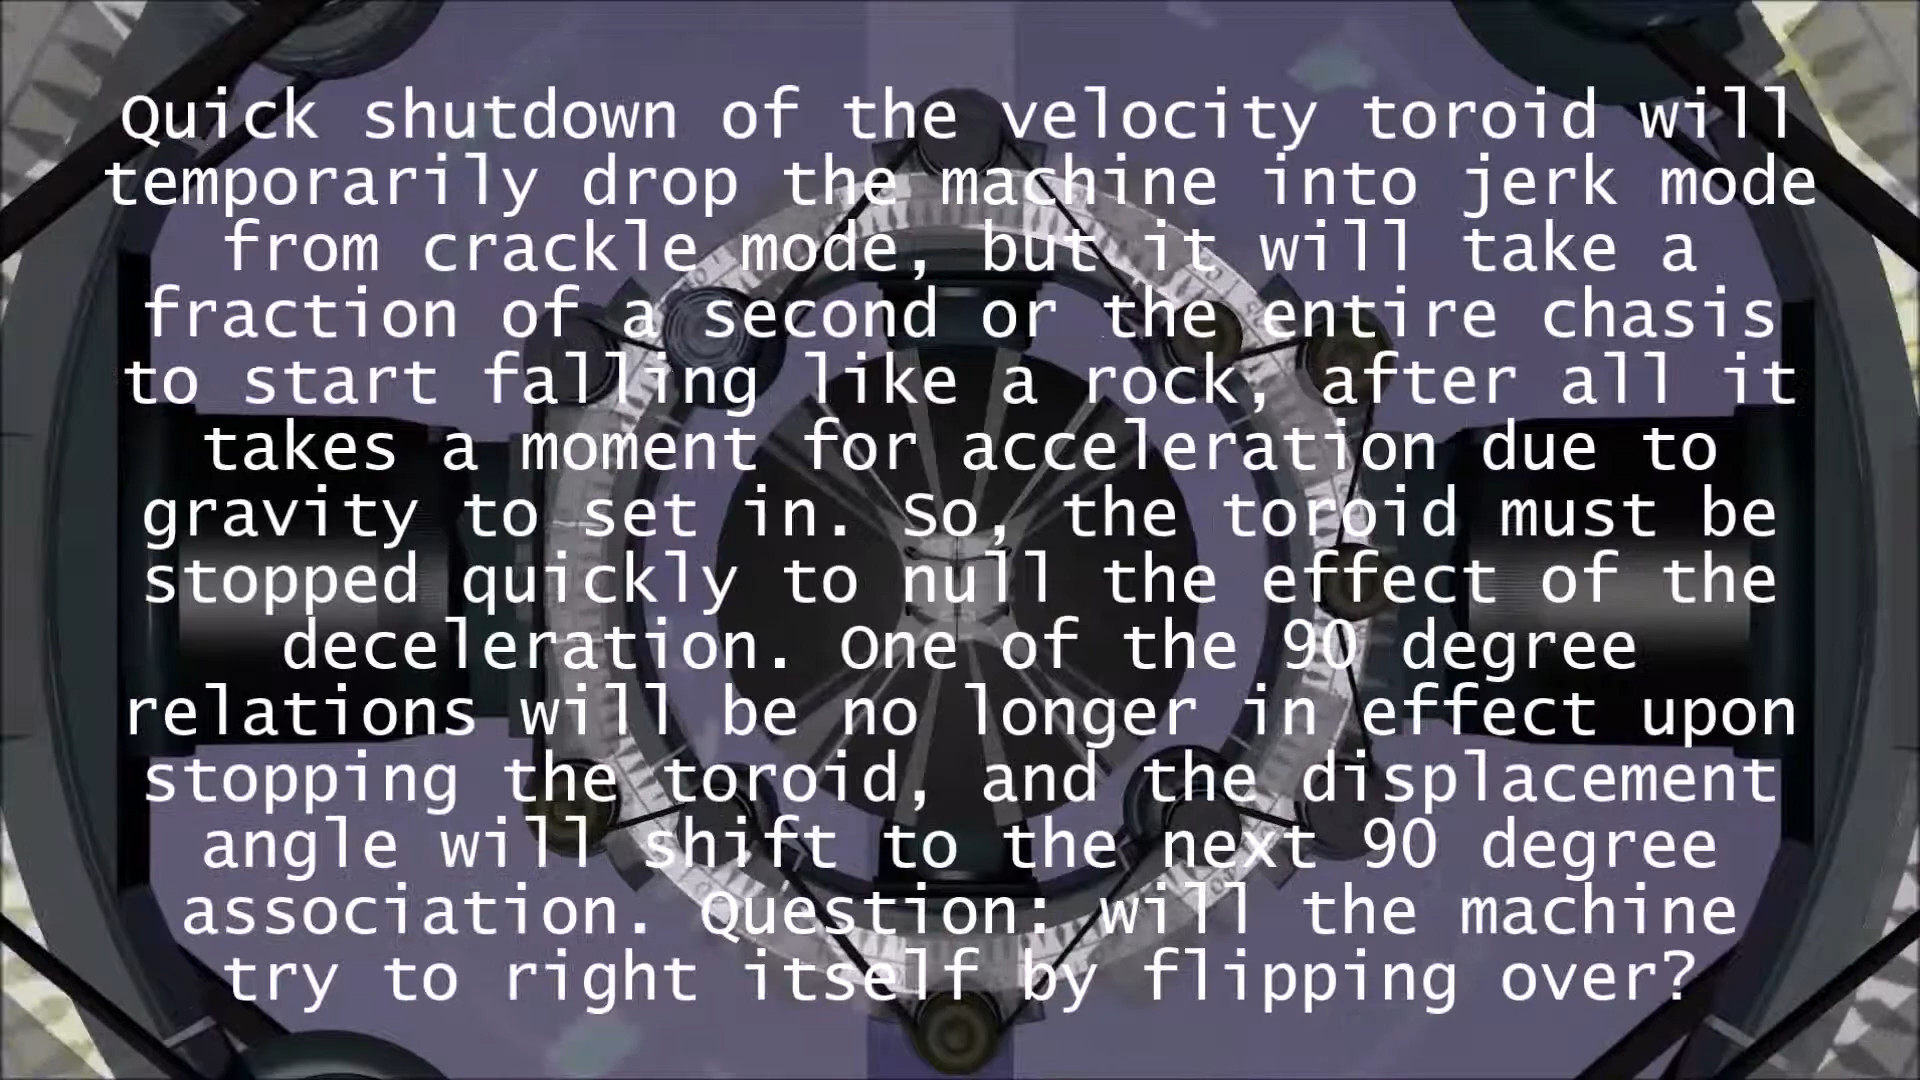 Quick shutdown of the velocity toroid will
temporarily drop the machine into jerk mode
from crackle mode, but it will take a
fraction of a second or the entire chasis
to start falling like a rock, after all it
takes a moment for acceleration due to
gravity to set in. So, the toroid must be
stopped quickly to null the effect of the
deceleration. One of the 90 degree
relations will be no longer in effect upon
stopping the toroid, and the displacement
angle will shift to the next 90 degree
association. Question: will the machine
try to right itself by flipping over?